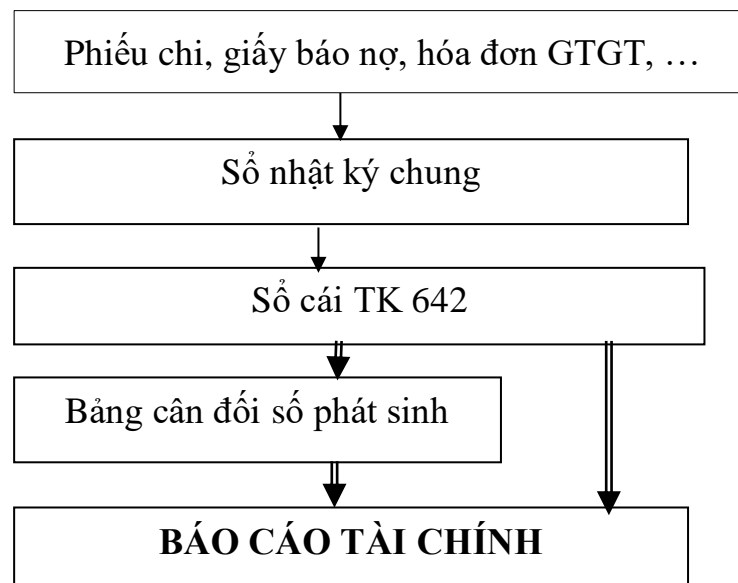 Phiếu chi, giấy báo nợ, hóa đơn GTGT, …
Sổ nhật ký chung
Sổ cái TK 642
Bảng cân đối số phát sinh
BÁO CÁO TÀI CHÍNH